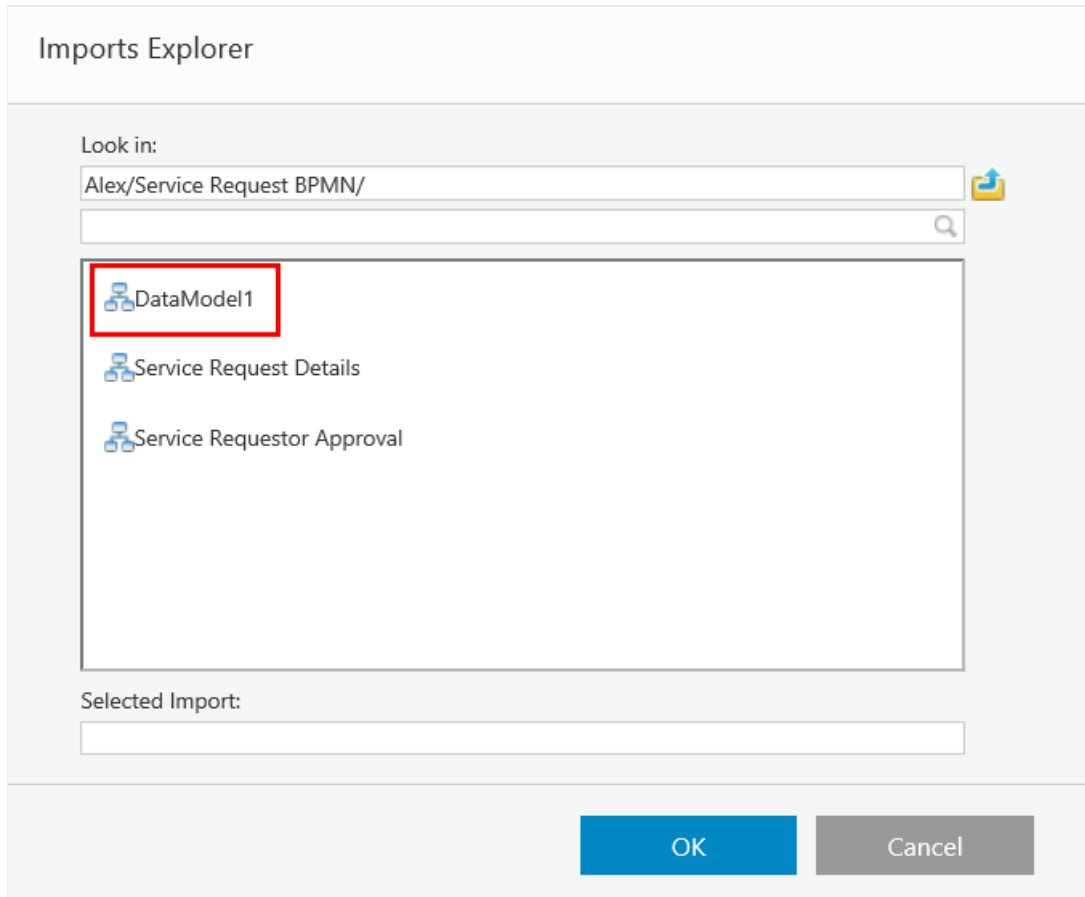 Imports Explorer
Look in:
Alex/Service Request BPMN/
DataModel1
Service Request Details
Service Requestor Approval
Selected Import:
OK
Cancel